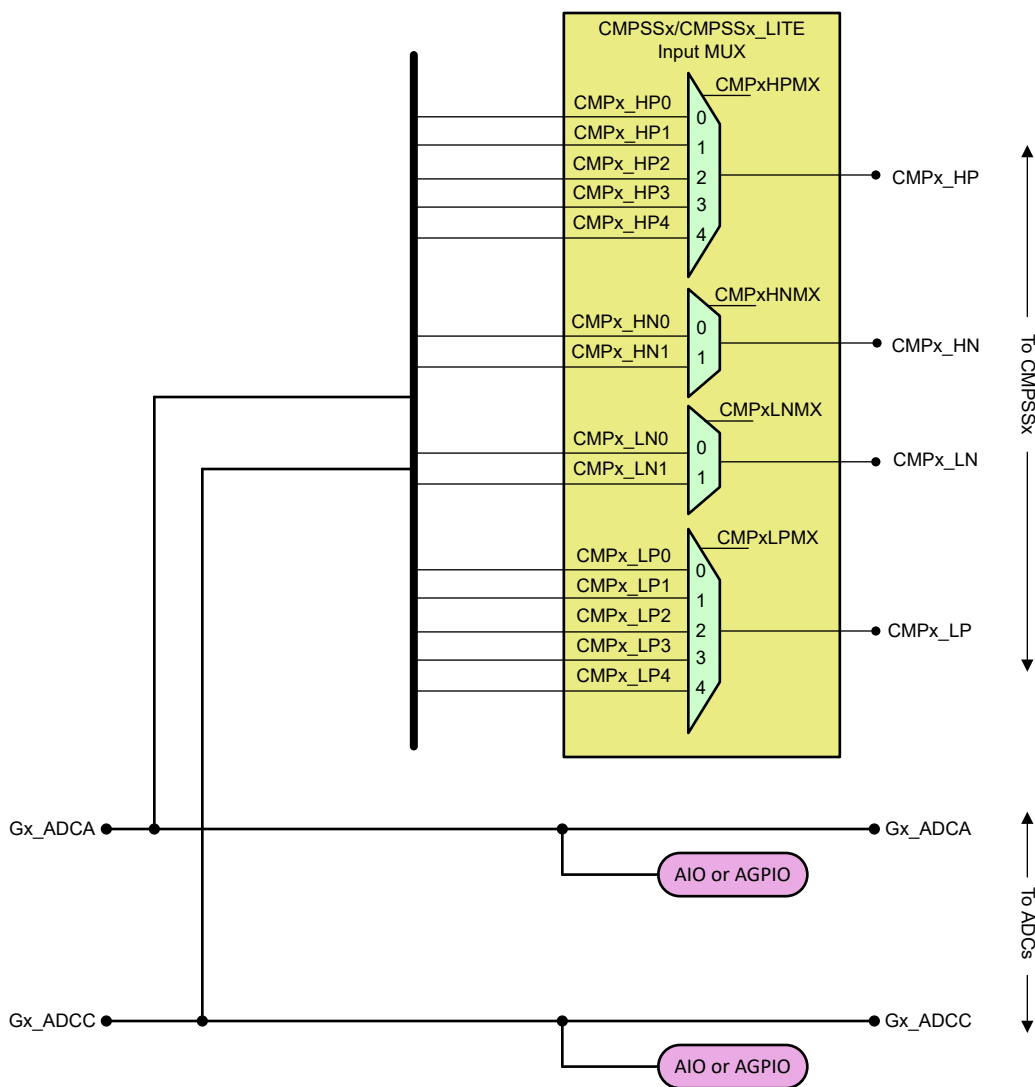 CMPSSx/CMPSSx_LITE
Input MUX
CMPxHPMX
CMPx_HP0
0
CMPx_HP1
1
CMPx_HP2
2
CMPx_HP
CMPx_HP3
3
CMPx_HP4
4
CMPxHNMX
CMPx_HN0
0
CMPx_HN1
1
CMPx_HN
To CMPSSx
CMPxLNMX
CMPx_LN0
0
CMPx_LN1
1
CMPx_LN
CMPxLPMX
CMPx_LP0
0
CMPx_LP1
1
CMPx_LP2
2
CMPx_LP
CMPx_LP3
3
CMPx_LP4
4
Gx_ADCA
Gx_ADCA
AIO or AGPIO
To ADCs
Gx_ADCC
Gx_ADCC
AIO or AGPIO